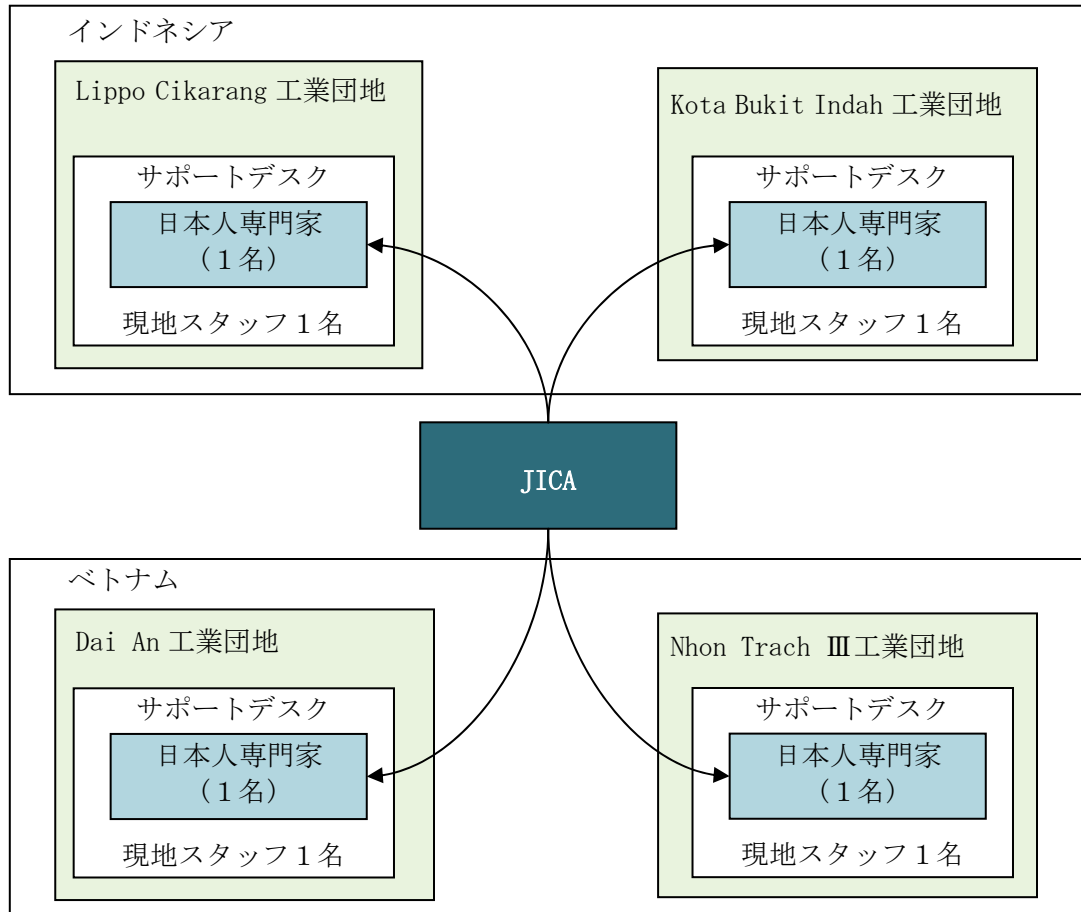 インドネシア
Lippo Cikarang 工業団地
サポートデスク
日本人専門家
(1名)
現地スタッフ1名
Kota Bukit Indah 工業団地
サポートデスク
日本人専門家
(1名)
現地スタッフ1名
JICA
ベトナム
Dai An 工業団地
サポートデスク
日本人専門家
(1名)
現地スタッフ1名
Nhon Trach Ⅲ工業団地
サポートデスク
日本人専門家
(1名)
現地スタッフ1名